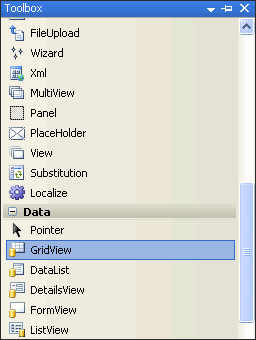 Toolbox
FileUpload
Wizard
Xml
MultiView
Panel
PlaceHolder
View
Substitution
Localize
Data
Pointer
GridView
DataList
DetailsView
FormView
ListView